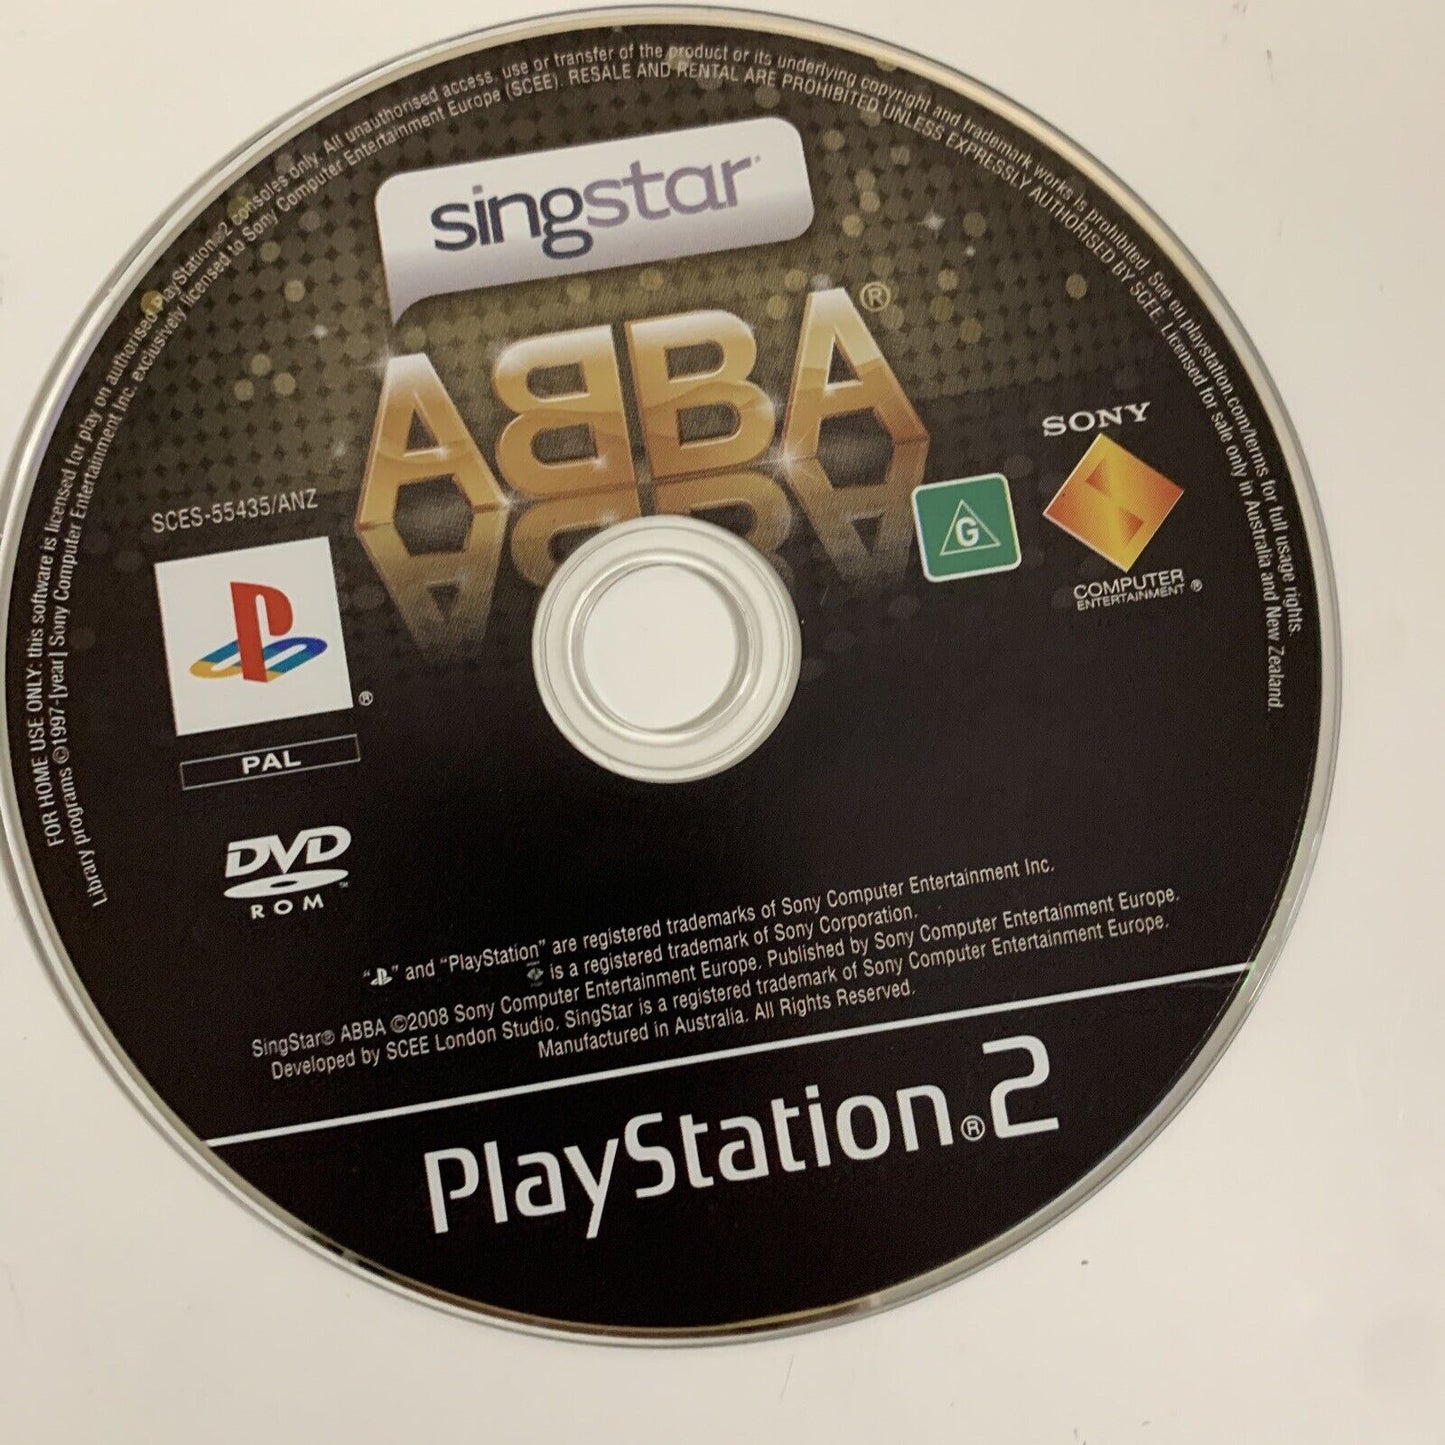 FOR HOME USE ONLY: this software is licensed for play on authorised PlayStation®2 consoles only. All unauthorised access, use or transfer of the product or its underlying copyright and trademark works is prohibited. See eu.playstation.com/terms for full usage rights.
Library programs ©1997-[year] Sony Computer Entertainment Inc. exclusively licensed to Sony Computer Entertainment Europe (SCEE). RESALE AND RENTAL ARE PROHIBITED UNLESS EXPRESSLY AUTHORISED BY SCEE. Licensed for sale only in Australia and New Zealand.
singstar
ABBA®
SONY
SCES-55435/ANZ
G
COMPUTER
ENTERTAINMENT ®
®
PAL
DVD
ROM™
" " and "PlayStation" are registered trademarks of Sony Computer Entertainment Inc.
is a registered trademark of Sony Corporation.
SingStar® ABBA ©2008 Sony Computer Entertainment Europe. Published by Sony Computer Entertainment Europe.
Developed by SCEE London Studio. SingStar is a registered trademark of Sony Computer Entertainment Europe.
Manufactured in Australia. All Rights Reserved.
PlayStation®2